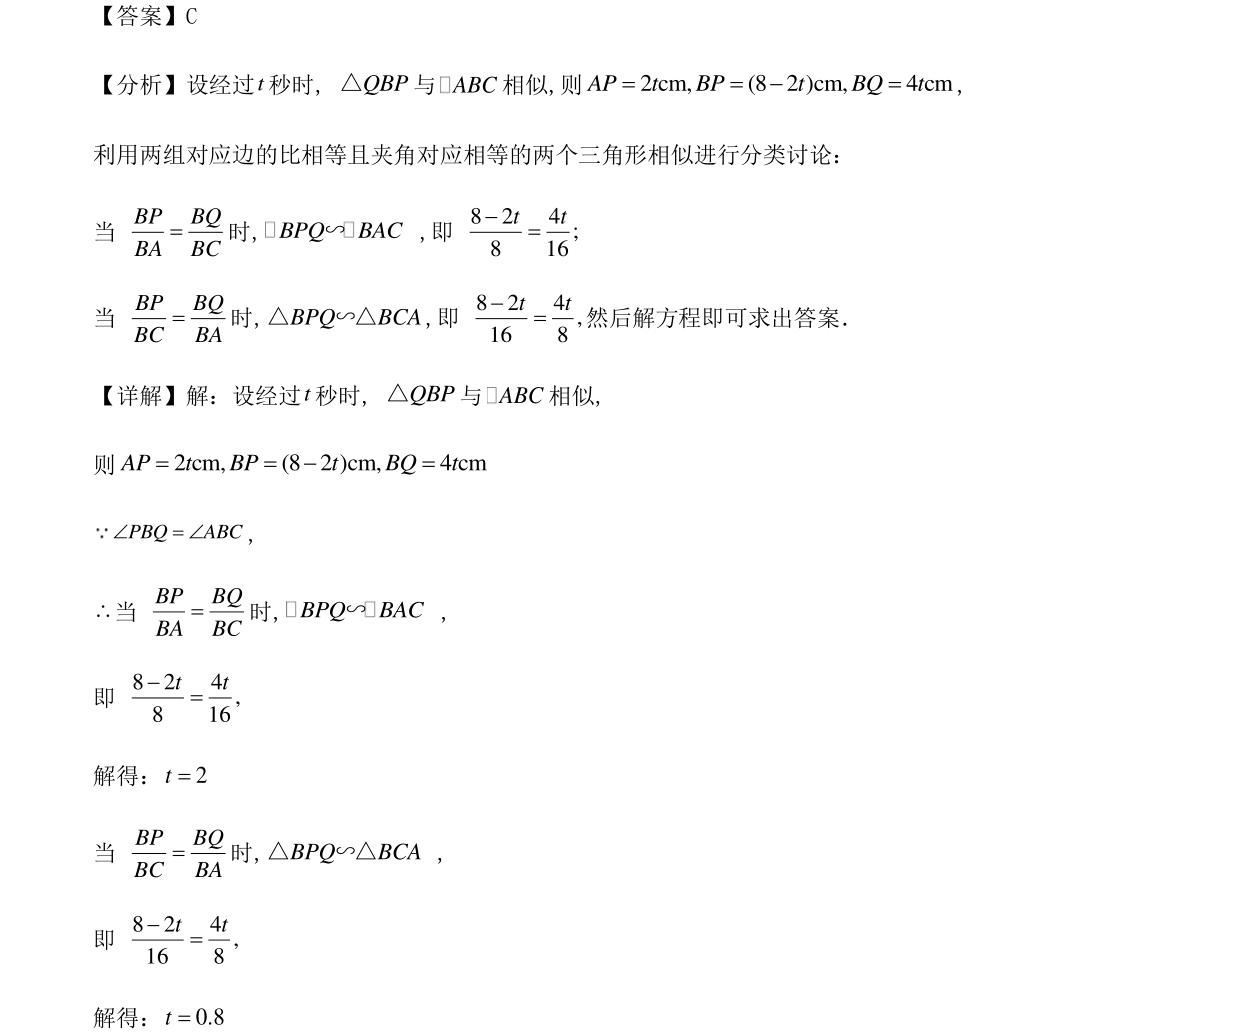 【答案】C
【分析】设经过t秒时, △QBP与□ABC相似,则AP=2tcm,BP=(8−2t)cm,BQ=4tcm,
利用两组对应边的比相等且夹角对应相等的两个三角形相似进行分类讨论:
当 BP/BA=BQ/BC时,□BPQ∽□BAC ,即 (8−2t)/8=4t/16;
当 BP/BC=BQ/BA时,△BPQ∽△BCA,即 (8−2t)/16=4t/8,然后解方程即可求出答案.
【详解】解:设经过t秒时, △QBP与□ABC相似,
则AP=2tcm,BP=(8−2t)cm,BQ=4tcm
∵∠PBQ=∠ABC,
∴当 BP/BA=BQ/BC时,□BPQ∽□BAC ,
即 (8−2t)/8=4t/16,
解得: t=2
当 BP/BC=BQ/BA时,△BPQ∽△BCA ,
即 (8−2t)/16=4t/8,
解得: t=0.8